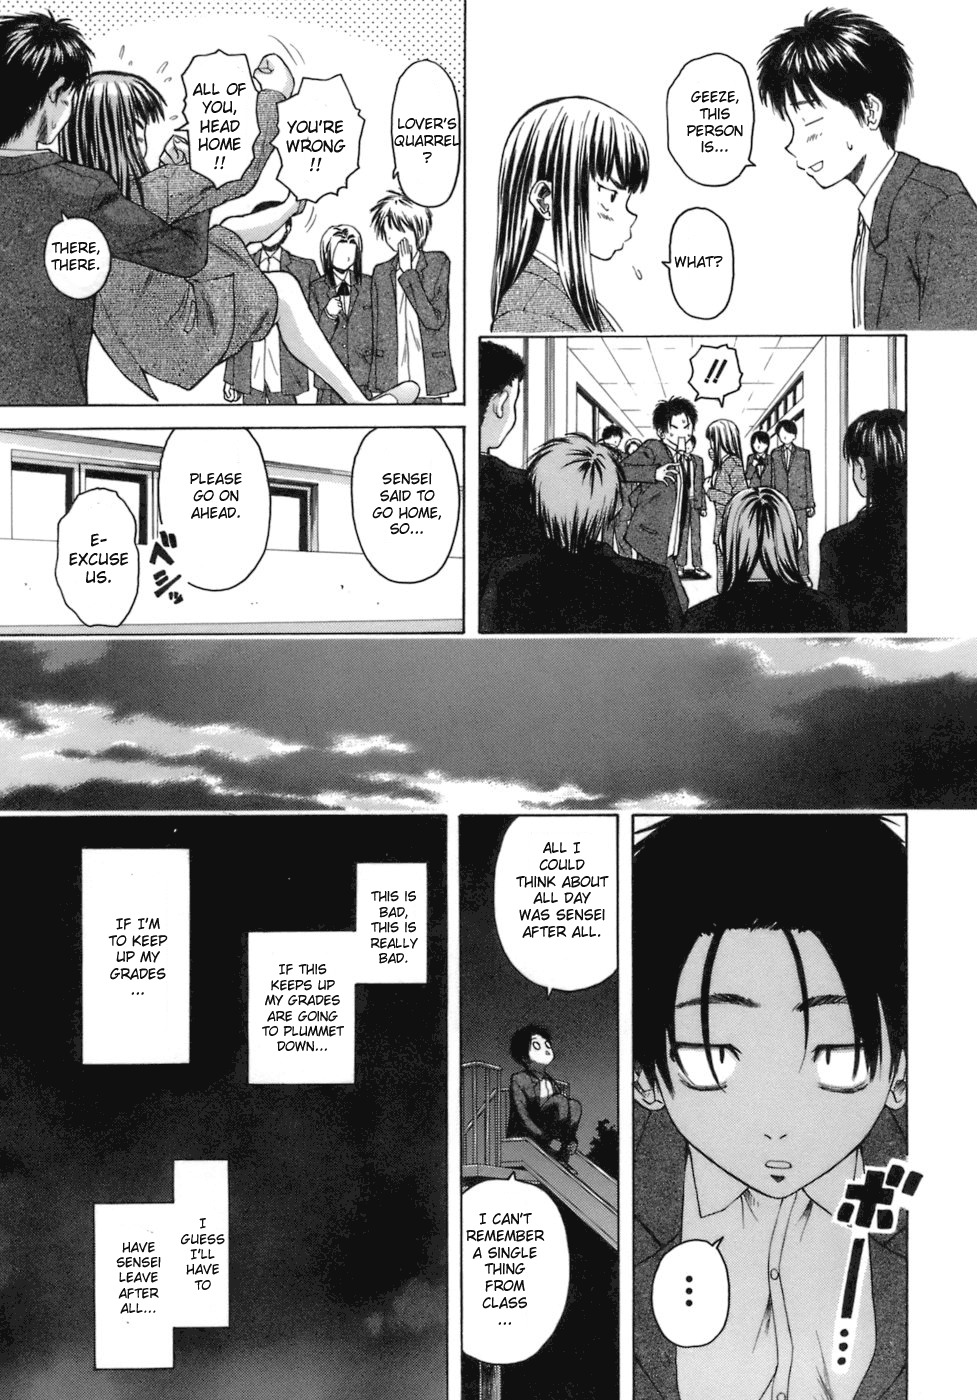 GEEZE,
THIS
PERSON
IS...
WHAT?
!!
LOVER'S
QUARREL
?
YOU'RE
WRONG
!!
ALL OF
YOU,
HEAD
HOME
!!
THERE,
THERE.
SENSEI
SAID TO
GO HOME,
SO...
PLEASE
GO ON
AHEAD.
ベシッ
E-
EXCUSE
US.
ボー…
...
ALL I
COULD
THINK ABOUT
ALL DAY
WAS SENSEI
AFTER ALL.
I CAN'T
REMEMBER
A SINGLE
THING
FROM
CLASS
...
THIS IS
BAD,
THIS IS
REALLY
BAD.
IF THIS
KEEPS UP
MY GRADES
ARE GOING
TO PLUMMET
DOWN...
IF I'M
TO KEEP
UP MY
GRADES
...
I
GUESS
I'LL
HAVE
TO
HAVE
SENSEI
LEAVE
AFTER
ALL...